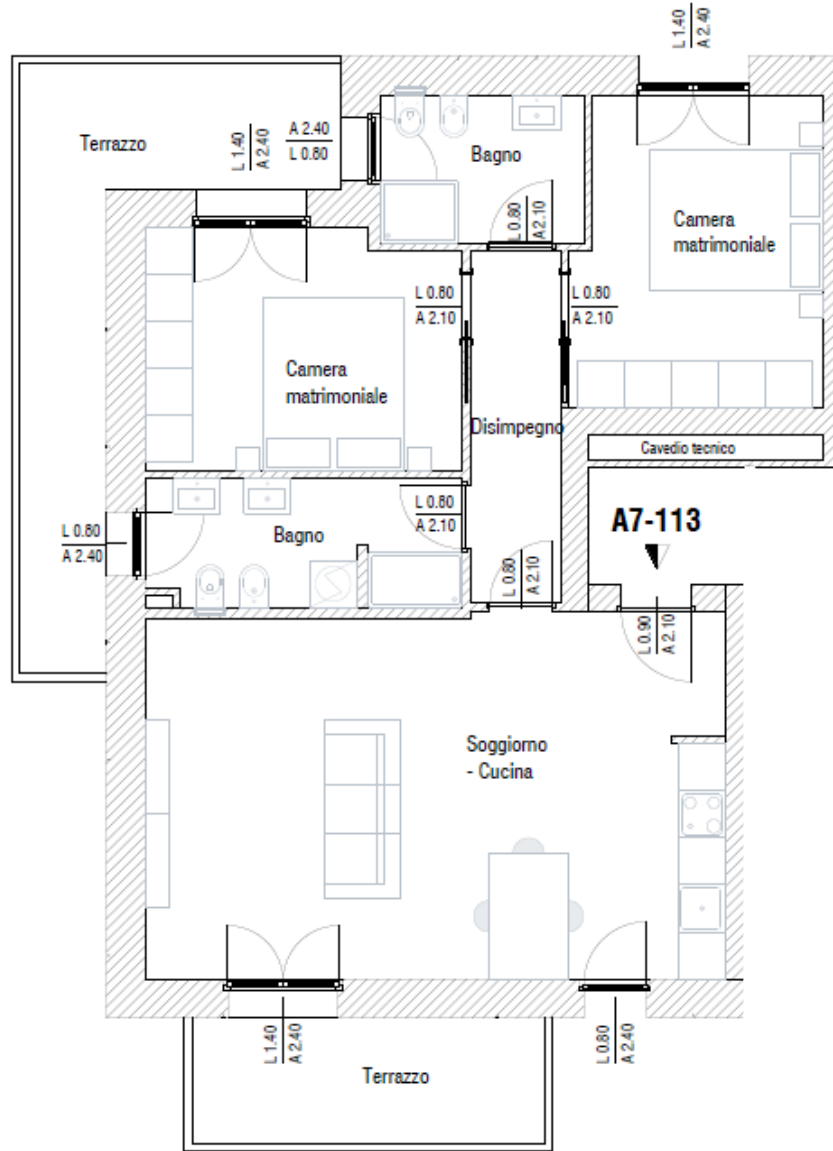 L 1.40
A 2.40
Terrazzo
L 1.40
A 2.40
A 2.40
L 0.80
Bagno
L 0.80
A 2.10
Camera
matrimoniale
L 0.80
A 2.10
L 0.80
A 2.10
Camera
matrimoniale
Disimpegno
Cavedio tecnico
L 0.80
A 2.40
Bagno
L 0.80
A 2.10
A7-113
L 0.80
A 2.10
L 0.90
A 2.10
Soggiorno
- Cucina
L 1.40
A 2.40
Terrazzo
L 0.80
A 2.40